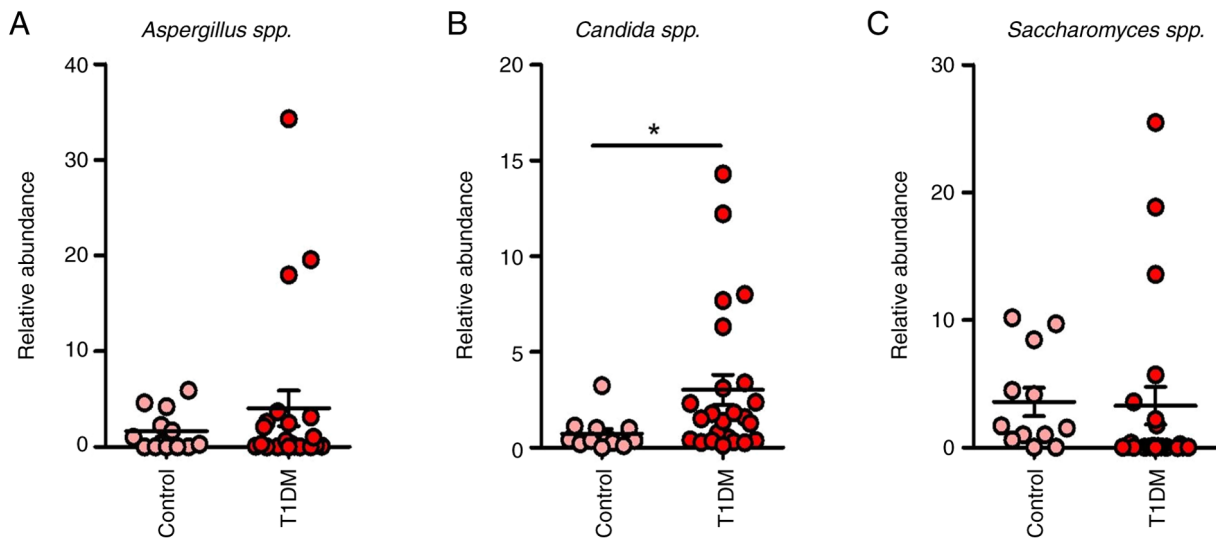 A
Aspergillus spp.
Relative abundance
40
30
20
10
0
Control
T1DM
B
Candida spp.
Relative abundance
20
15
10
5
0
*
Control
T1DM
C
Saccharomyces spp.
Relative abundance
30
20
10
0
Control
T1DM